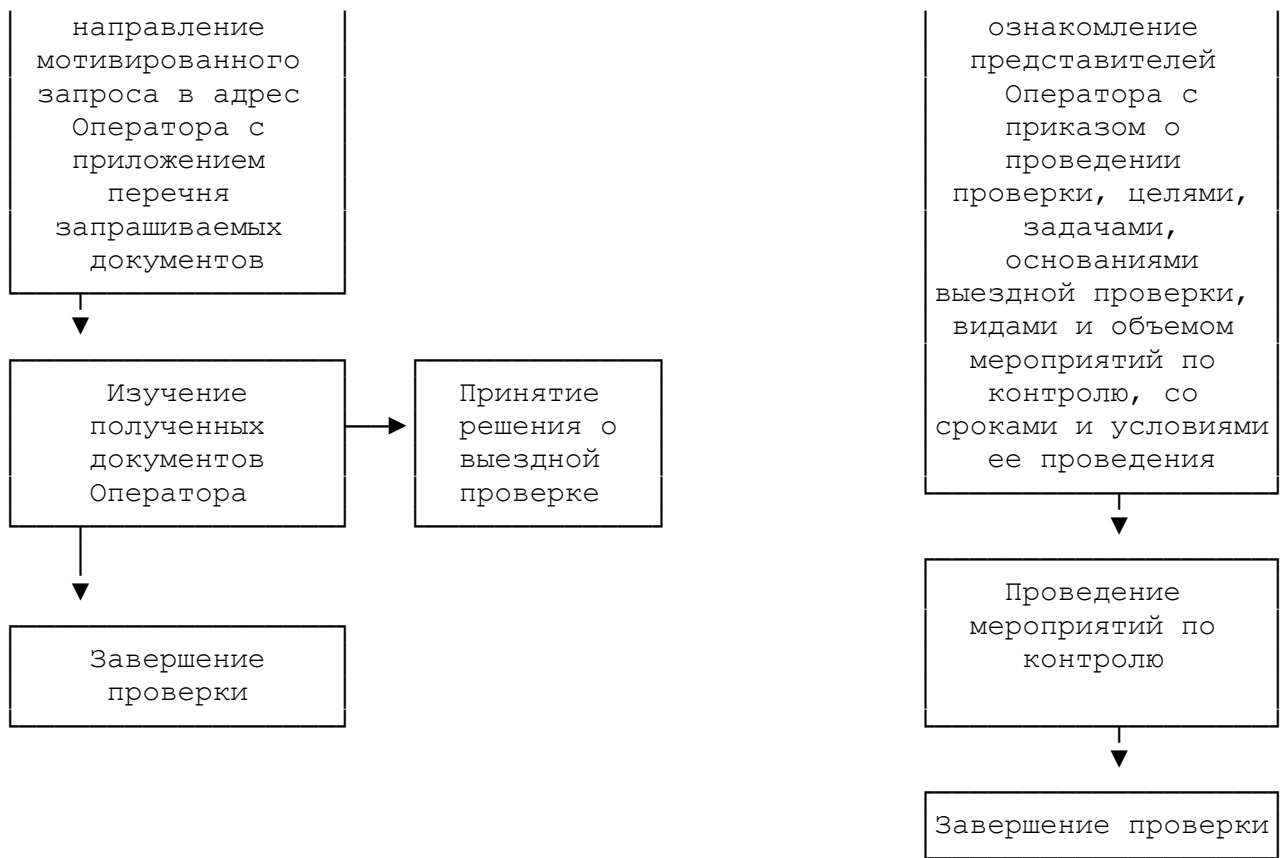 направление
мотивированного
запроса в адрес
Оператора с
приложением
перечня
запрашиваемых
документов
Изучение
полученных
документов
Оператора
Принятие
решения о
выездной
проверке
Завершение
проверки
ознакомление
представителей
Оператора с
приказом о
проведении
проверки, целями,
задачами,
основаниями
выездной проверки,
видами и объемом
мероприятий по
контролю, со
сроками и условиями
ее проведения
Проведение
мероприятий по
контролю
Завершение проверки